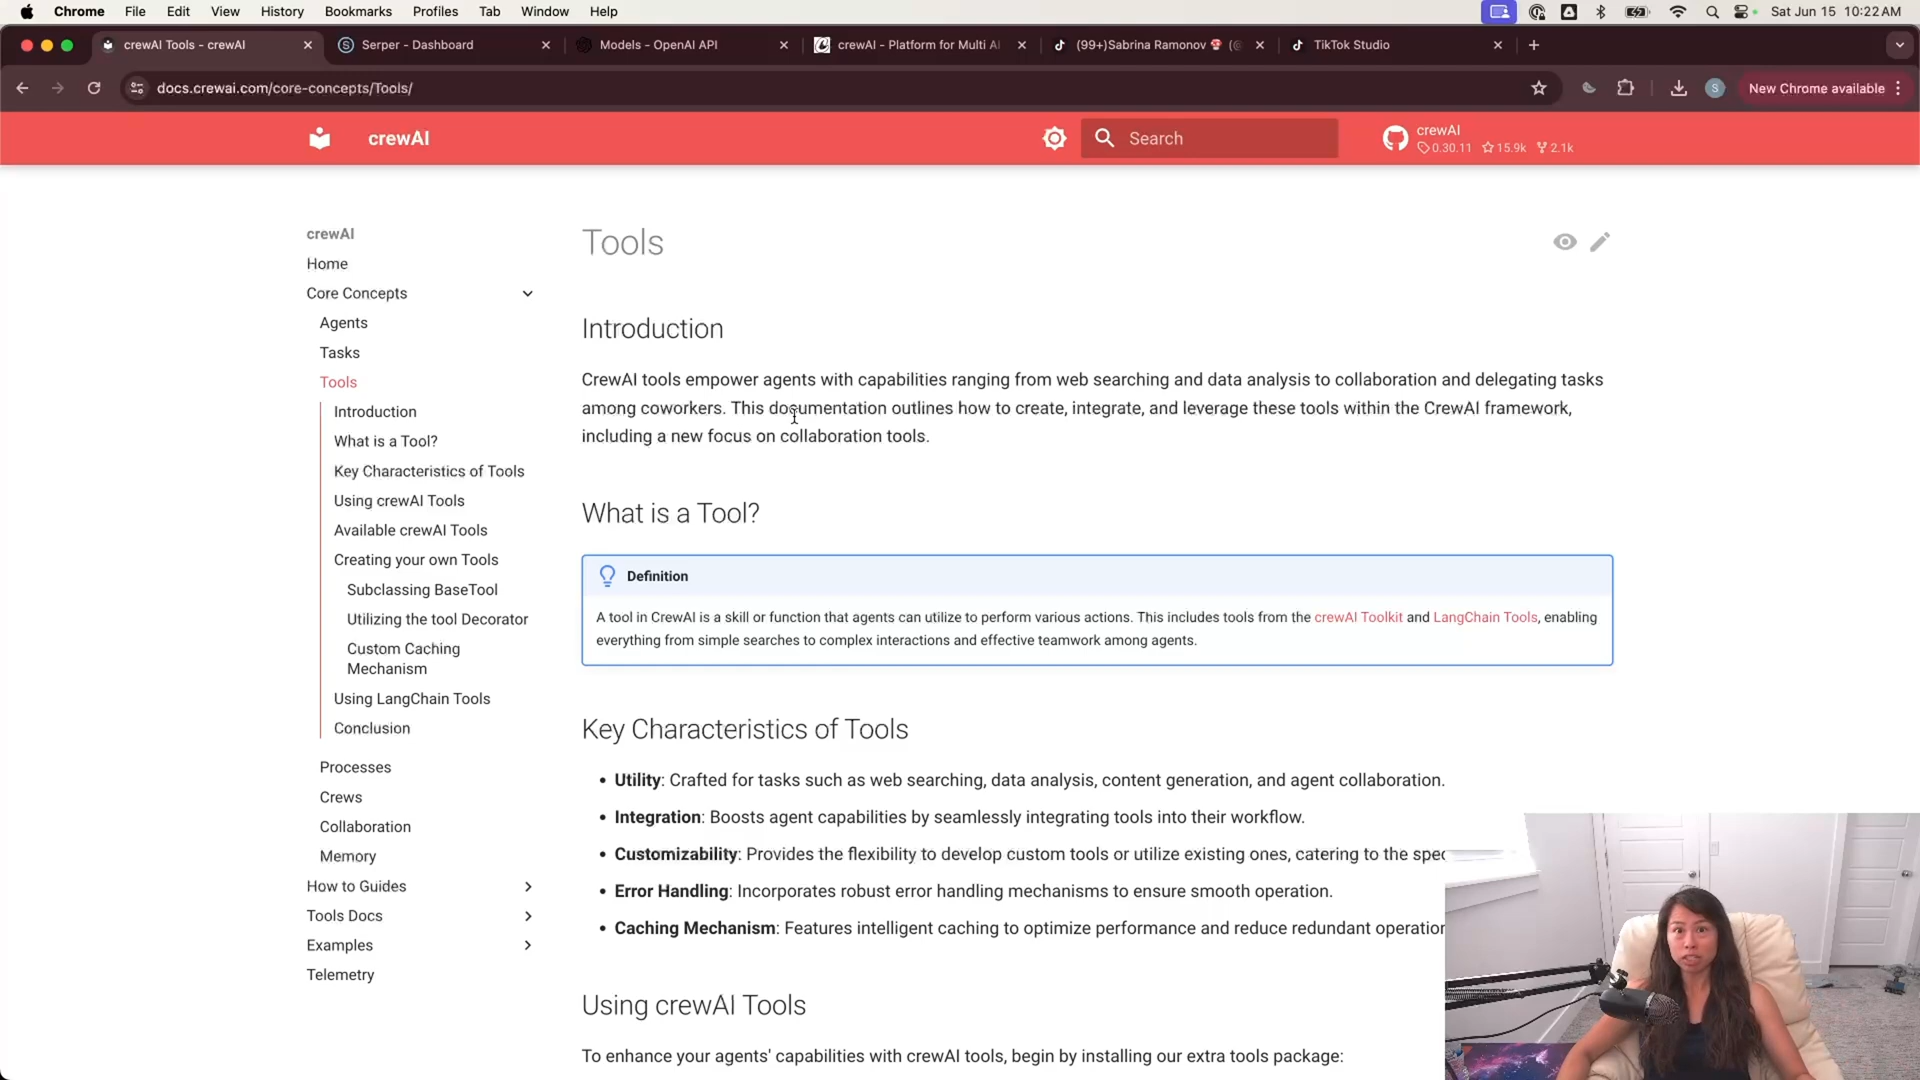 Chrome File Edit View History Bookmarks Profiles Tab Window Help
Sat Jun 15 10:22 AM
crewAI Tools - crewAI
Serper - Dashboard
Models - OpenAI API
crewAI - Platform for Multi AI
(99+)Sabrina Ramonov
TikTok Studio
docs.crewai.com/core-concepts/Tools/
S
New Chrome available
crewAI
Search
crewAI
0.30.11 15.9k 2.1k
crewAI
Home
Core Concepts
Agents
Tasks
Tools
Introduction
What is a Tool?
Key Characteristics of Tools
Using crewAI Tools
Available crewAI Tools
Creating your own Tools
Subclassing BaseTool
Utilizing the tool Decorator
Custom Caching
Mechanism
Using LangChain Tools
Conclusion
Processes
Crews
Collaboration
Memory
How to Guides
Tools Docs
Examples
Telemetry
Tools
Introduction
CrewAI tools empower agents with capabilities ranging from web searching and data analysis to collaboration and delegating tasks
among coworkers. This documentation outlines how to create, integrate, and leverage these tools within the CrewAI framework,
including a new focus on collaboration tools.
What is a Tool?
Definition
A tool in CrewAI is a skill or function that agents can utilize to perform various actions. This includes tools from the crewAI Toolkit and LangChain Tools, enabling
everything from simple searches to complex interactions and effective teamwork among agents.
Key Characteristics of Tools
• Utility: Crafted for tasks such as web searching, data analysis, content generation, and agent collaboration.
• Integration: Boosts agent capabilities by seamlessly integrating tools into their workflow.
• Customizability: Provides the flexibility to develop custom tools or utilize existing ones, catering to the spec
• Error Handling: Incorporates robust error handling mechanisms to ensure smooth operation.
• Caching Mechanism: Features intelligent caching to optimize performance and reduce redundant operation
Using crewAI Tools
To enhance your agents' capabilities with crewAI tools, begin by installing our extra tools package: